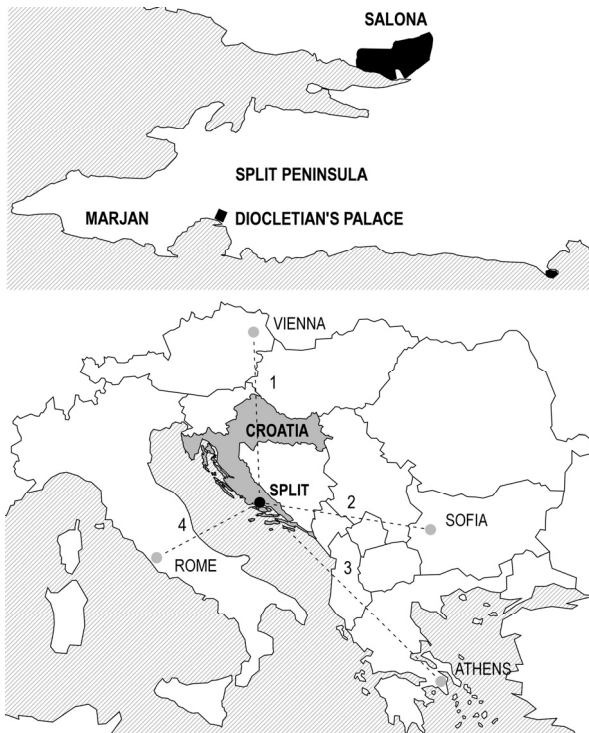 SALONA
SPLIT PENINSULA
MARJAN
DIOCLETIAN'S PALACE
VIENNA
1
CROATIA
SPLIT
2
SOFIA
4
ROME
3
ATHENS